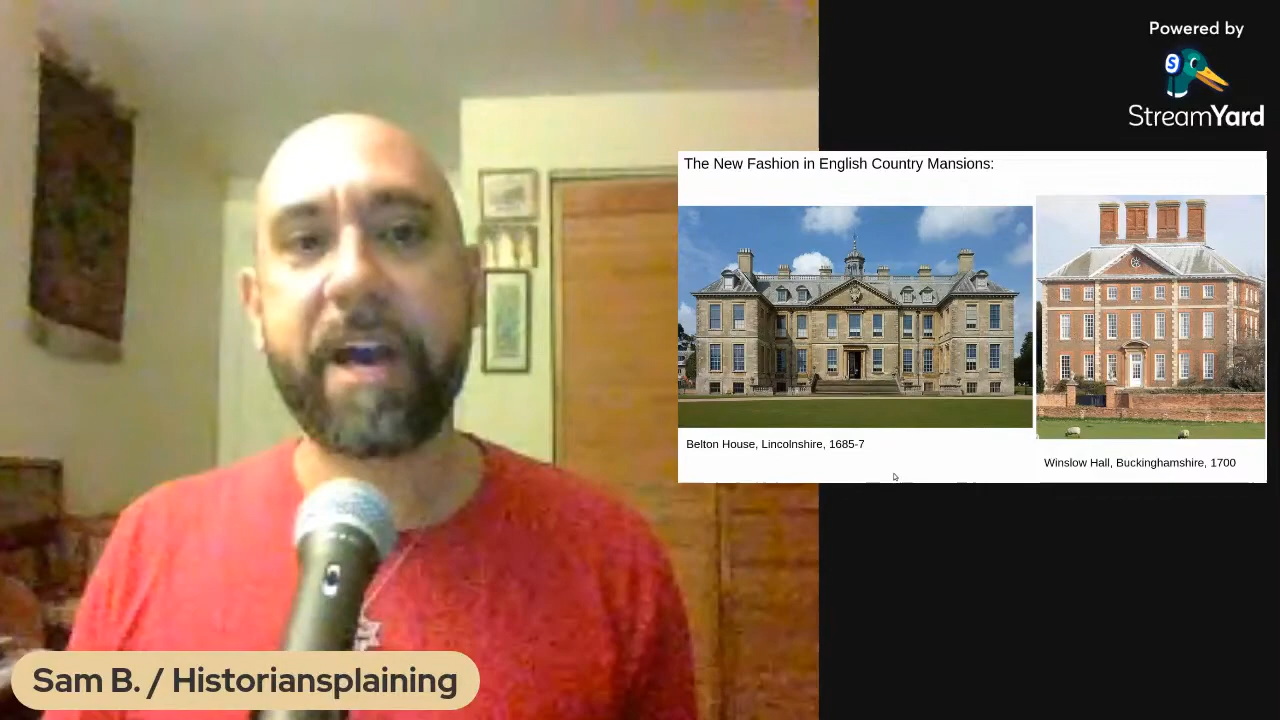 Powered by
S
StreamYard
The New Fashion in English Country Mansions:
Belton House, Lincolnshire, 1685-7
Winslow Hall, Buckinghamshire, 1700
Sam B. / Historiansplaining